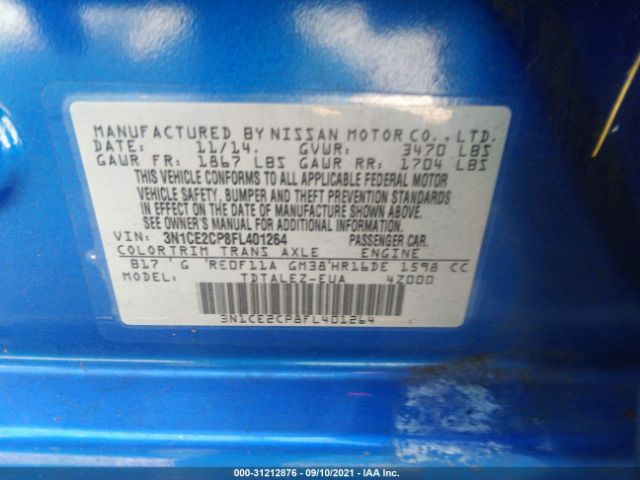 MANUFACTURED BY NISSAN MOTOR CO., LTD.
DATE: 11/14. GVWR: 3470 LBS
GAWR FR: 1867 LBS GAWR RR: 1704 LBS
THIS VEHICLE CONFORMS TO ALL APPLICABLE FEDERAL MOTOR
VEHICLE SAFETY, BUMPER AND THEFT PREVENTION STANDARDS
IN EFFECT ON THE DATE OF MANUFACTURE SHOWN ABOVE.
SEE OWNER'S MANUAL FOR ADDITIONAL INFORMATION.
VIN: 3N1CE2CP8FL401264 PASSENGER CAR.
COLOR TRIM TRANS AXLE ENGINE
B17 G RE0F11A GM38 HR16DE 1598 CC
MODEL: TDTALEZ-EUA 4Z000
3N1CE2CP8FL401264
000-31212876 - 09/10/2021 - IAA Inc.